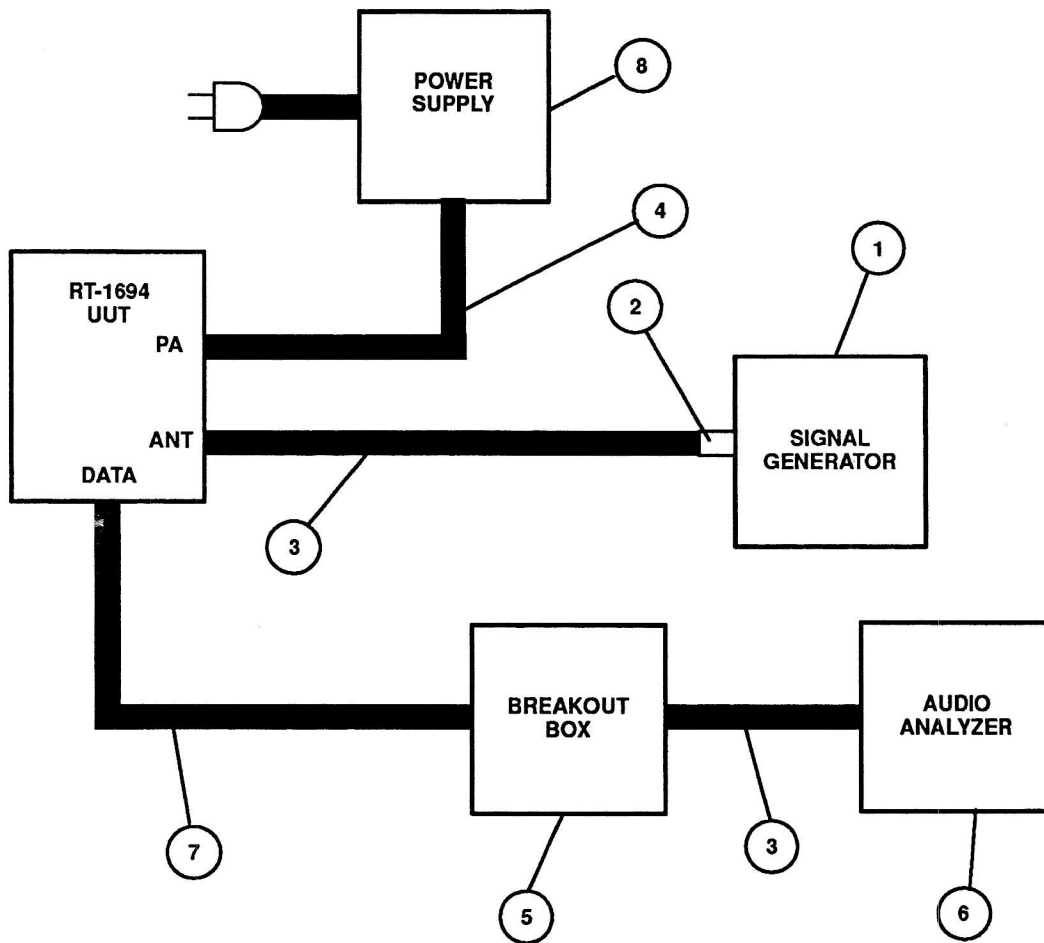 POWER
SUPPLY
8
4
1
RT-1694
UUT
PA
2
ANT
SIGNAL
GENERATOR
DATA
3
BREAKOUT
BOX
AUDIO
ANALYZER
7
3
5
6